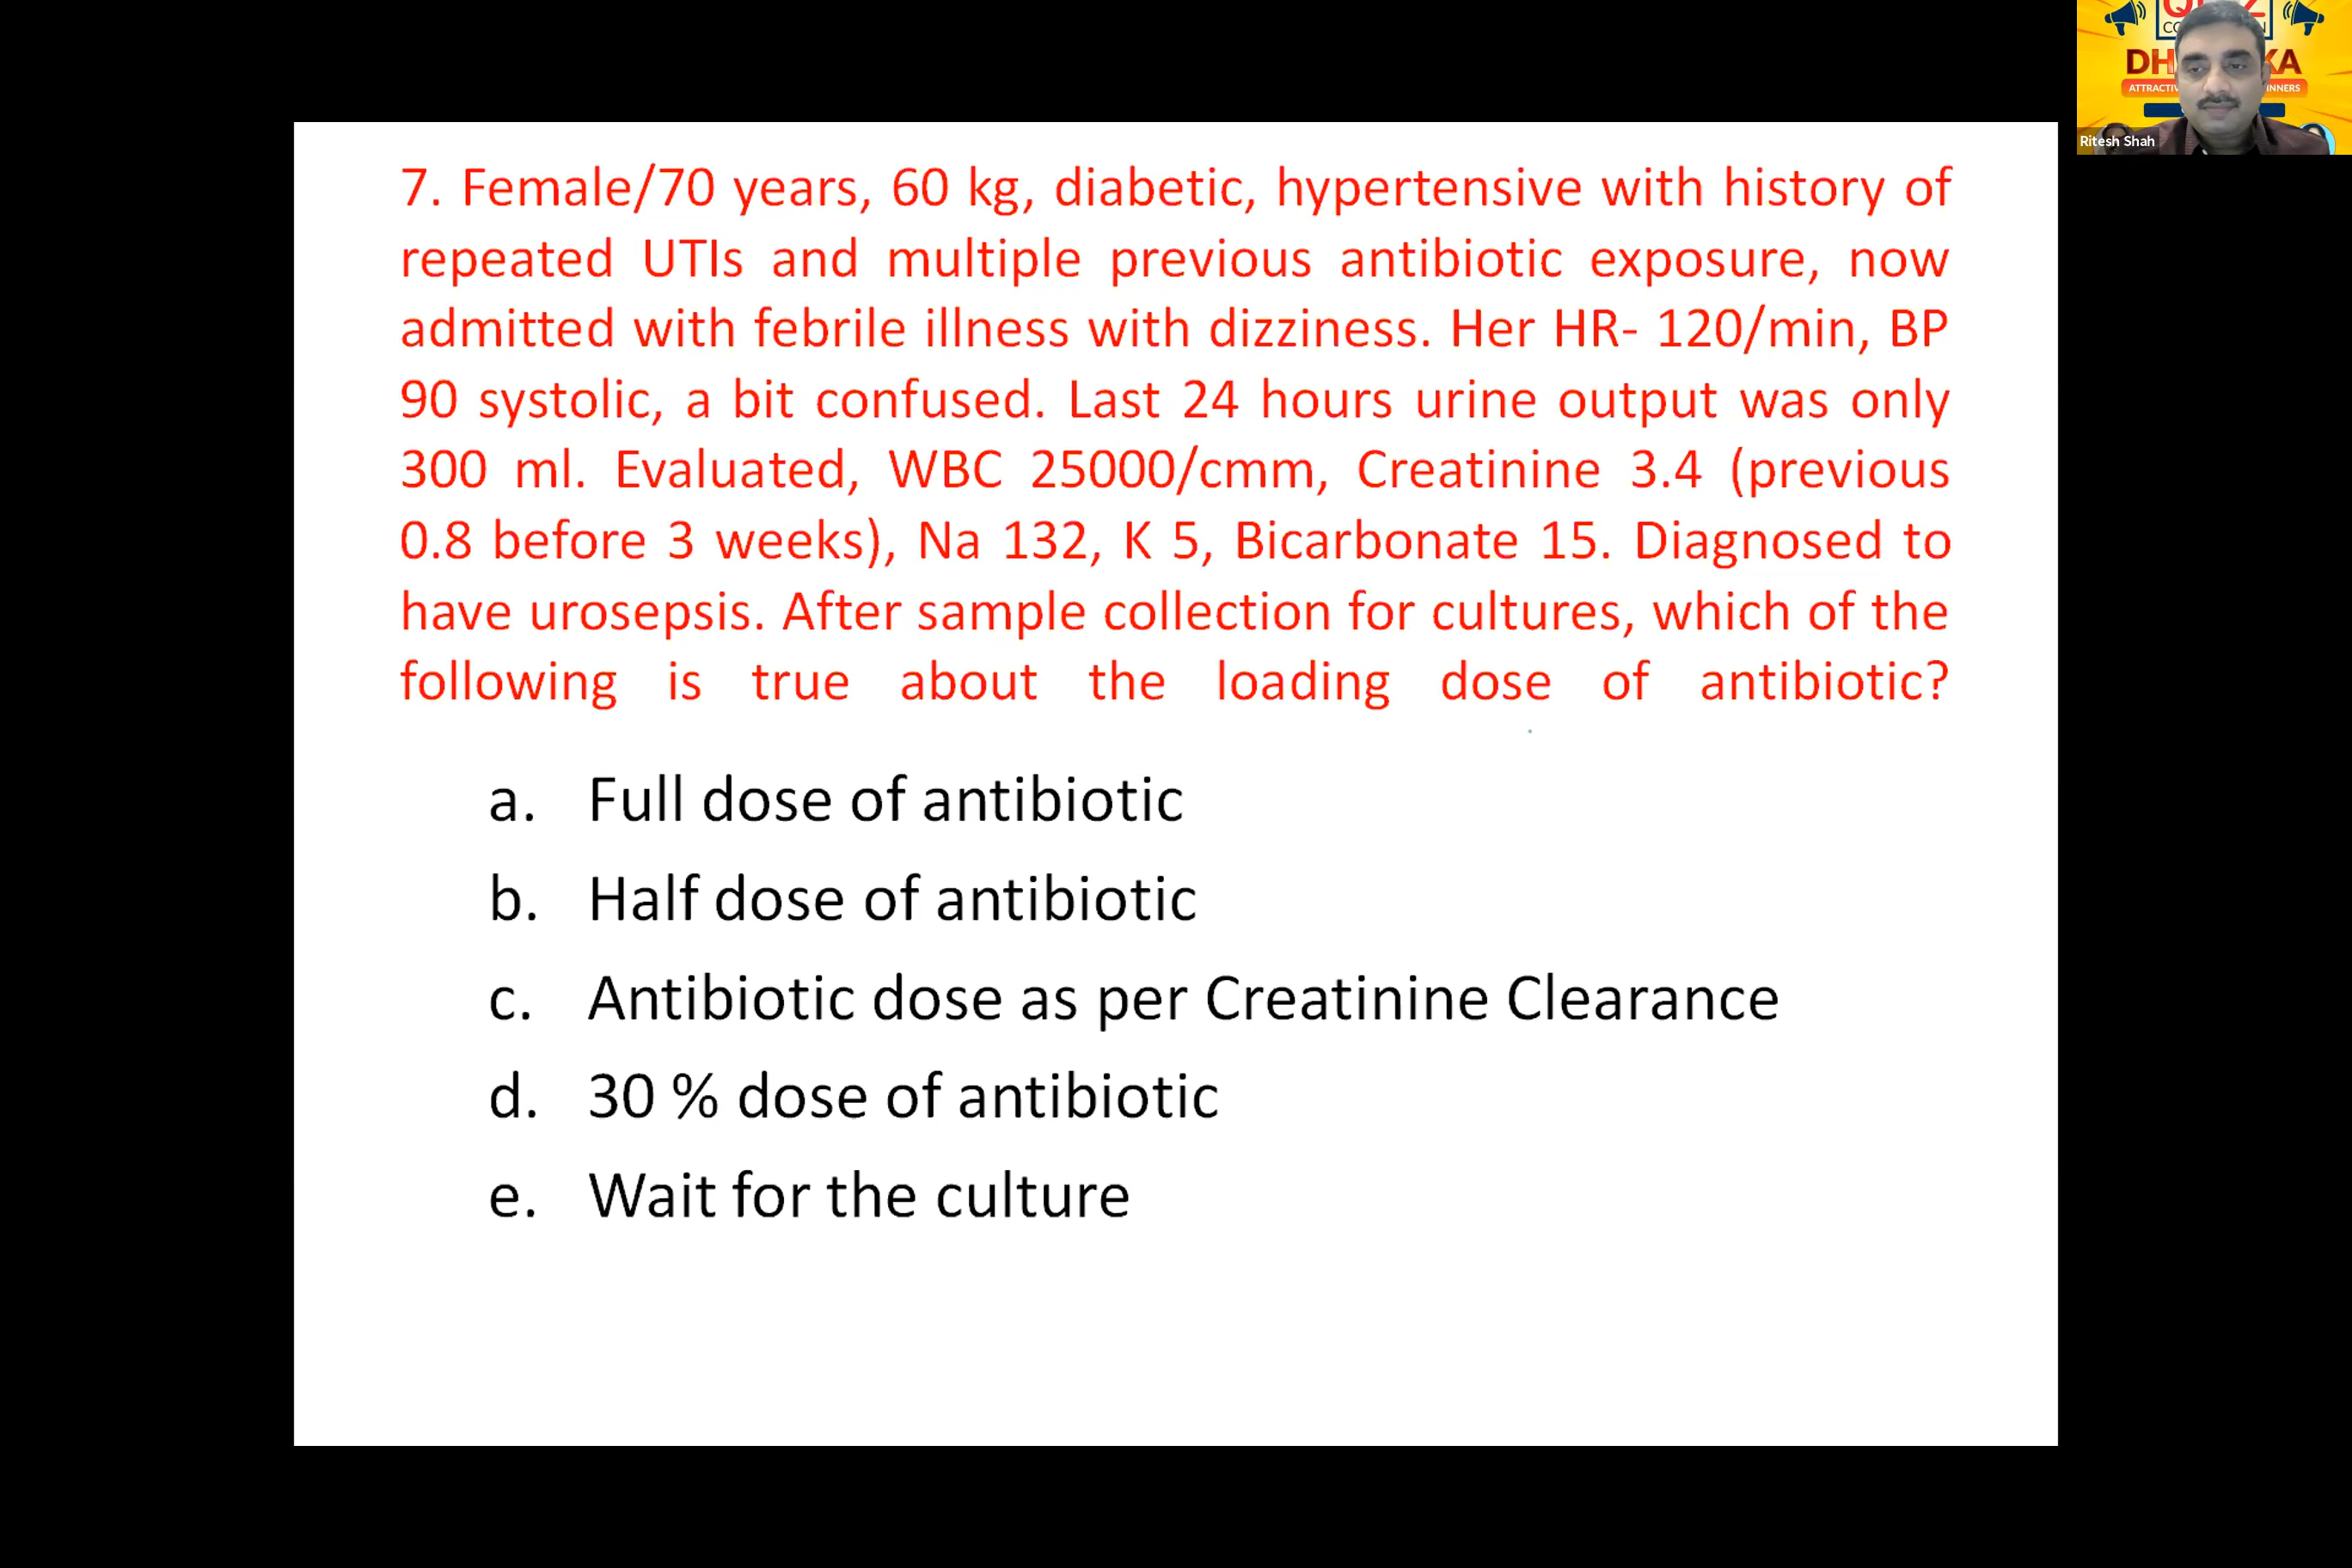 7. Female/70 years, 60 kg, diabetic, hypertensive with history of
repeated UTIs and multiple previous antibiotic exposure, now
admitted with febrile illness with dizziness. Her HR- 120/min, BP
90 systolic, a bit confused. Last 24 hours urine output was only
300 ml. Evaluated, WBC 25000/cmm, Creatinine 3.4 (previous
0.8 before 3 weeks), Na 132, K 5, Bicarbonate 15. Diagnosed to
have urosepsis. After sample collection for cultures, which of the
following is true about the loading dose of antibiotic?
a. Full dose of antibiotic
b. Half dose of antibiotic
c. Antibiotic dose as per Creatinine Clearance
d. 30 % dose of antibiotic
e. Wait for the culture
Ritesh Shah